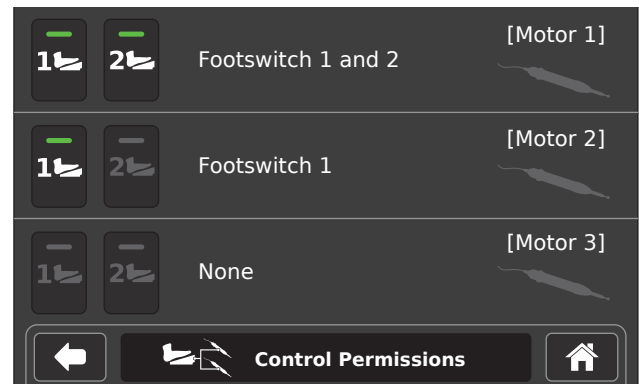 [Motor 1]
1 2 Footswitch 1 and 2
[Motor 2]
1 2 Footswitch 1
[Motor 3]
1 2 None
Control Permissions